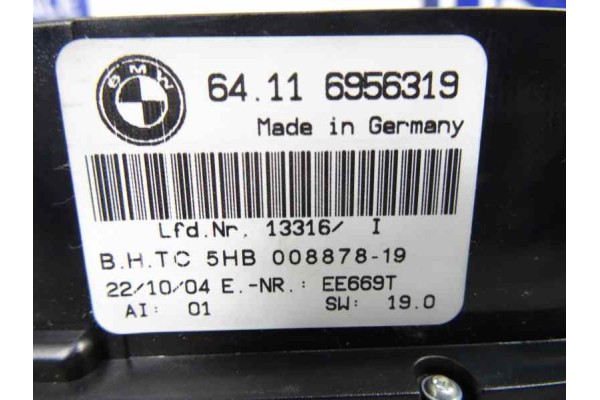 BMW
64.11 6956319
Made in Germany
Lfd.Nr. 13316/ I
B.H.TC 5HB 008878-19
22/10/04 E.-NR.: EE669T
AI: 01 SW: 19.0